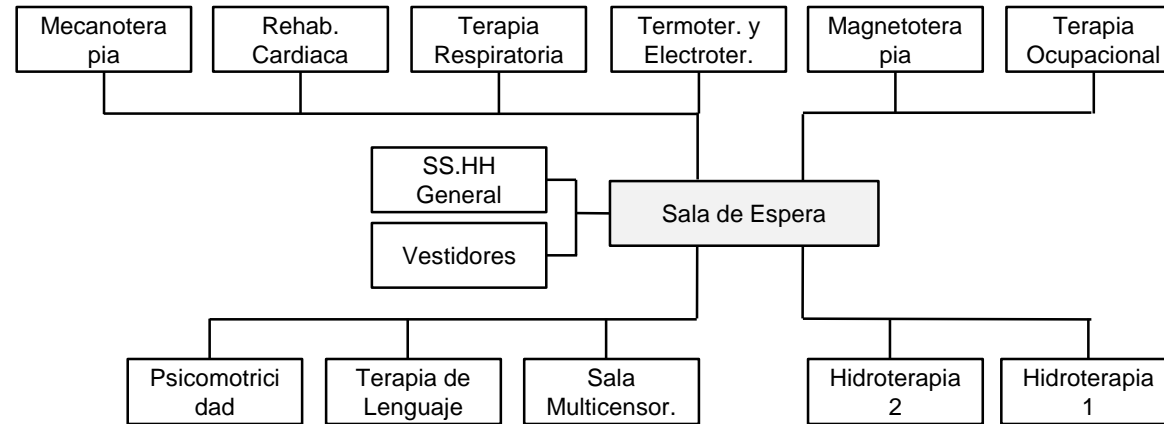 Mecanotera
pia
Rehab.
Cardiaca
Terapia
Respiratoria
Termoter. y
Electroter.
Magnetotera
pia
Terapia
Ocupacional
SS.HH
General
Sala de Espera
Vestidores
Psicomotrici
dad
Terapia de
Lenguaje
Sala
Multicensor.
Hidroterapia
2
Hidroterapia
1